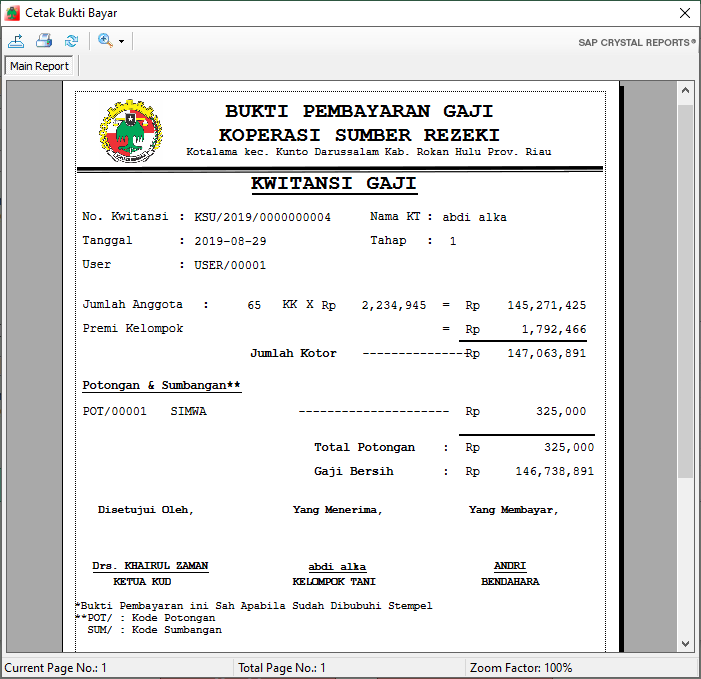 Cetak Bukti Bayar
SAP CRYSTAL REPORTS®
Main Report
BUKTI PEMBAYARAN GAJI
KOPERASI SUMBER REZEKI
Kotalama kec. Kunto Darussalam Kab. Rokan Hulu Prov. Riau
KWITANSI GAJI
No. Kwitansi : KSU/2019/0000000004 Nama KT : abdi alka
Tanggal : 2019-08-29 Tahap : 1
User : USER/00001
Jumlah Anggota : 65 KK X Rp 2,234,945 = Rp 145,271,425
Premi Kelompok = Rp 1,792,466
Jumlah Kotor ---------------Rp 147,063,891
Potongan & Sumbangan**
POT/00001 SIMWA --------------------- Rp 325,000
Total Potongan : Rp 325,000
Gaji Bersih : Rp 146,738,891
Disetujui Oleh, Yang Menerima, Yang Membayar,
Drs. KHAIRUL ZAMAN abdi alka ANDRI
KETUA KUD KELOMPOK TANI BENDAHARA
*Bukti Pembayaran ini Sah Apabila Sudah Dibubuhi Stempel
**POT/ : Kode Potongan
SUM/ : Kode Sumbangan
Current Page No.: 1 Total Page No.: 1 Zoom Factor: 100%